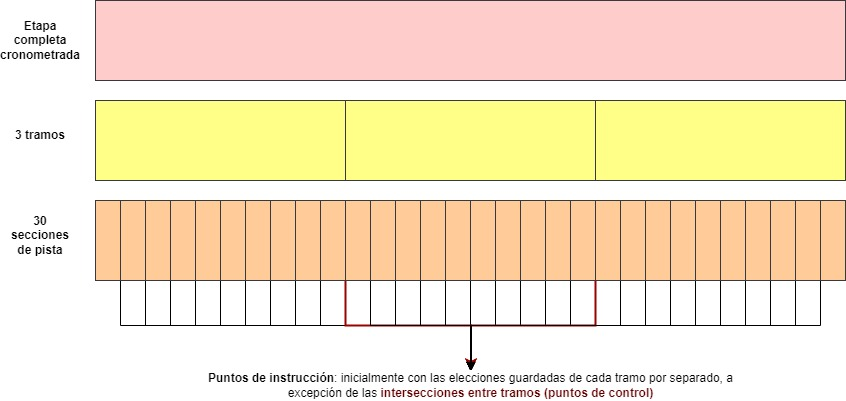 Etapa
completa
cronometrada
3 tramos
30
secciones
de pista
Puntos de instrucción: inicialmente con las elecciones guardadas de cada tramo por separado, a
excepción de las intersecciones entre tramos (puntos de control)